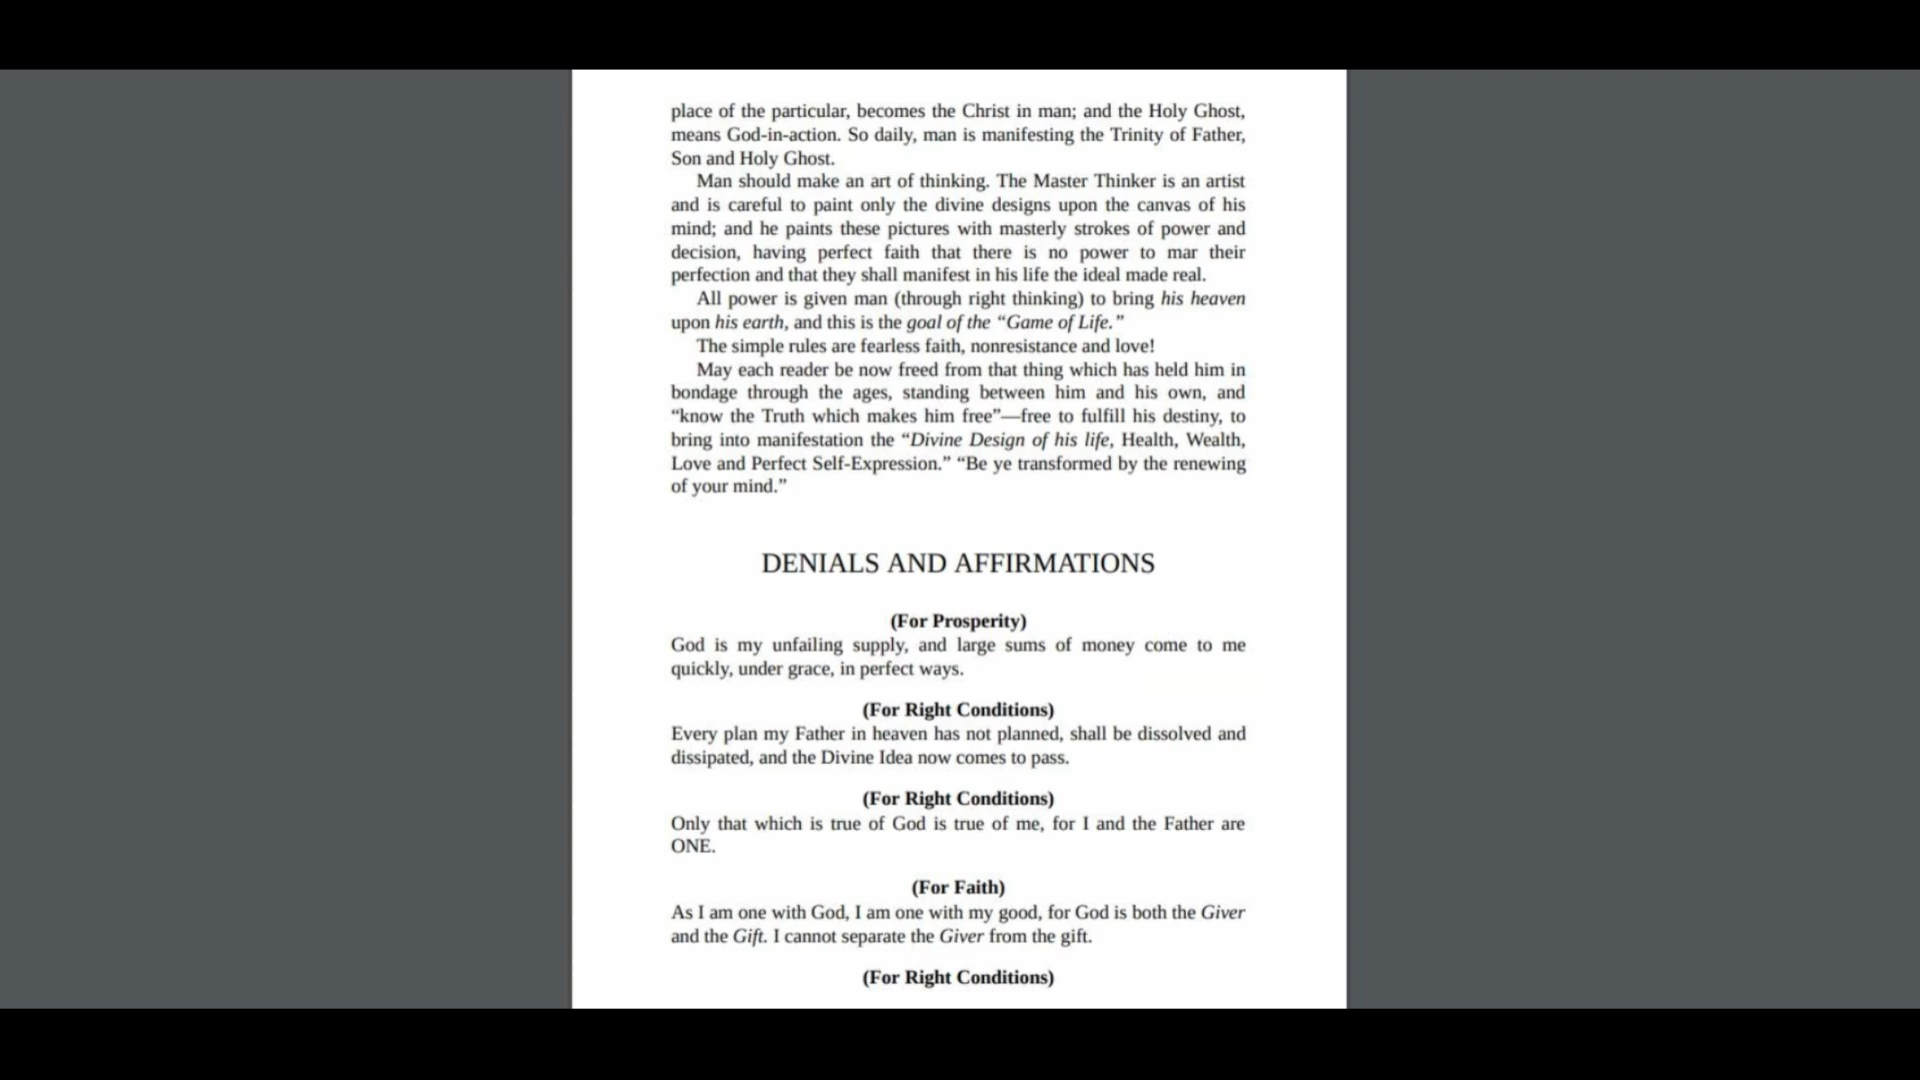 place of the particular, becomes the Christ in man; and the Holy Ghost,
means God-in-action. So daily, man is manifesting the Trinity of Father,
Son and Holy Ghost.
Man should make an art of thinking. The Master Thinker is an artist
and is careful to paint only the divine designs upon the canvas of his
mind; and he paints these pictures with masterly strokes of power and
decision, having perfect faith that there is no power to mar their
perfection and that they shall manifest in his life the ideal made real.
All power is given man (through right thinking) to bring his heaven
upon his earth, and this is the goal of the “Game of Life.”
The simple rules are fearless faith, nonresistance and love!
May each reader be now freed from that thing which has held him in
bondage through the ages, standing between him and his own, and
“know the Truth which makes him free”—free to fulfill his destiny, to
bring into manifestation the “Divine Design of his life, Health, Wealth,
Love and Perfect Self-Expression.” “Be ye transformed by the renewing
of your mind.”
DENIALS AND AFFIRMATIONS
(For Prosperity)
God is my unfailing supply, and large sums of money come to me
quickly, under grace, in perfect ways.
(For Right Conditions)
Every plan my Father in heaven has not planned, shall be dissolved and
dissipated, and the Divine Idea now comes to pass.
(For Right Conditions)
Only that which is true of God is true of me, for I and the Father are
ONE.
(For Faith)
As I am one with God, I am one with my good, for God is both the Giver
and the Gift. I cannot separate the Giver from the gift.
(For Right Conditions)